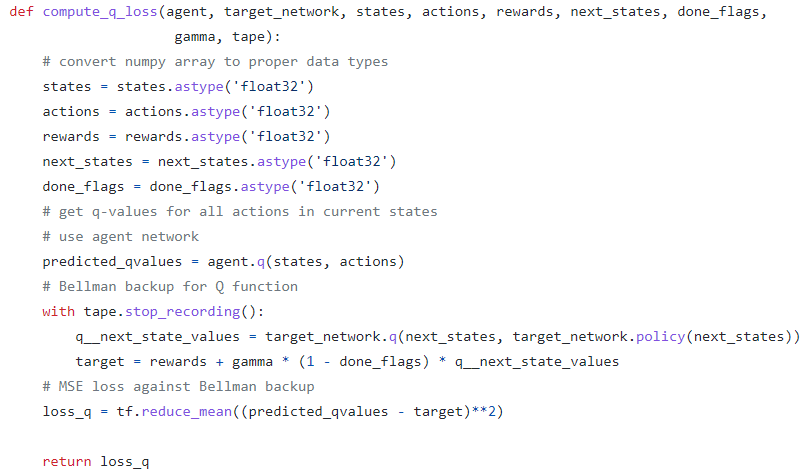 def compute_q_loss(agent, target_network, states, actions, rewards, next_states, done_flags,
                    gamma, tape):
    # convert numpy array to proper data types
    states = states.astype('float32')
    actions = actions.astype('float32')
    rewards = rewards.astype('float32')
    next_states = next_states.astype('float32')
    done_flags = done_flags.astype('float32')
    # get q-values for all actions in current states
    # use agent network
    predicted_qvalues = agent.q(states, actions)
    # Bellman backup for Q function
    with tape.stop_recording():
        q__next_state_values = target_network.q(next_states, target_network.policy(next_states))
        target = rewards + gamma * (1 - done_flags) * q__next_state_values
    # MSE loss against Bellman backup
    loss_q = tf.reduce_mean((predicted_qvalues - target)**2)

    return loss_q